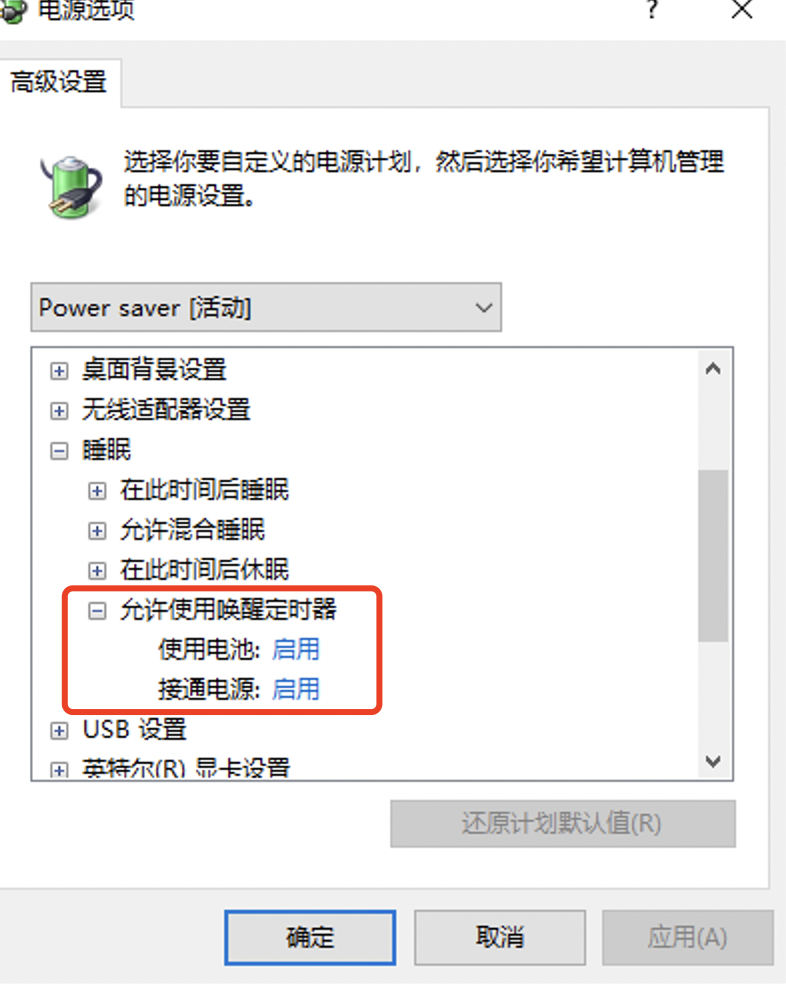 电源选项
?
高级设置
选择你要自定义的电源计划，然后选择你希望计算机管理
的电源设置。
Power saver [活动]
桌面背景设置
无线适配器设置
睡眠
在此时间后睡眠
允许混合睡眠
在此时间后休眠
允许使用唤醒定时器
使用电池: 启用
接通电源: 启用
USB 设置
英特尔(R) 显卡设置
还原计划默认值(R)
确定 取消 应用(A)